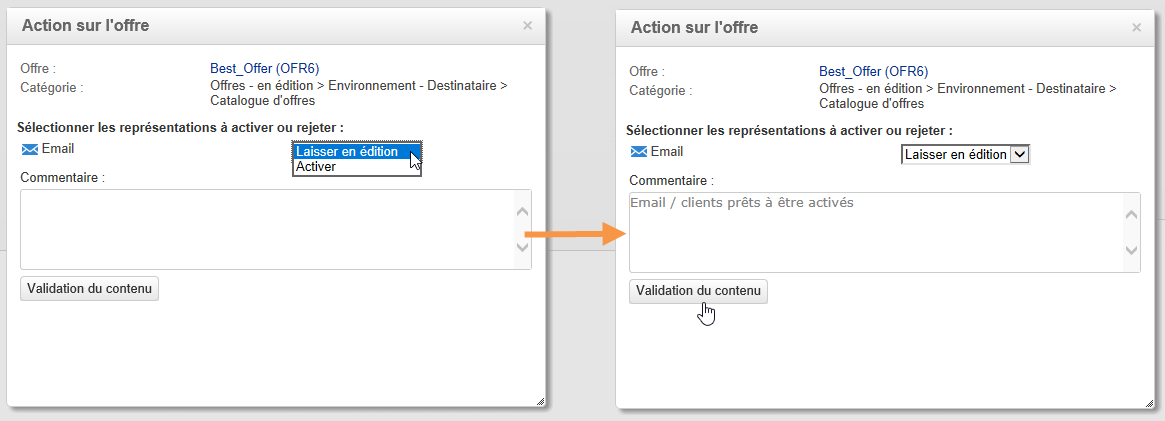 Action sur l'offre
Offre :
Best_Offer (OFR6)
Catégorie :
Offres - en édition > Environnement - Destinataire >
Catalogue d'offres
Sélectionner les représentations à activer ou rejeter :
Email
Laisser en édition
Activer
Commentaire :
Validation du contenu
Action sur l'offre
Offre :
Best_Offer (OFR6)
Catégorie :
Offres - en édition > Environnement - Destinataire >
Catalogue d'offres
Sélectionner les représentations à activer ou rejeter :
Email
Laisser en édition
Commentaire :
Email / clients prêts à être activés
Validation du contenu